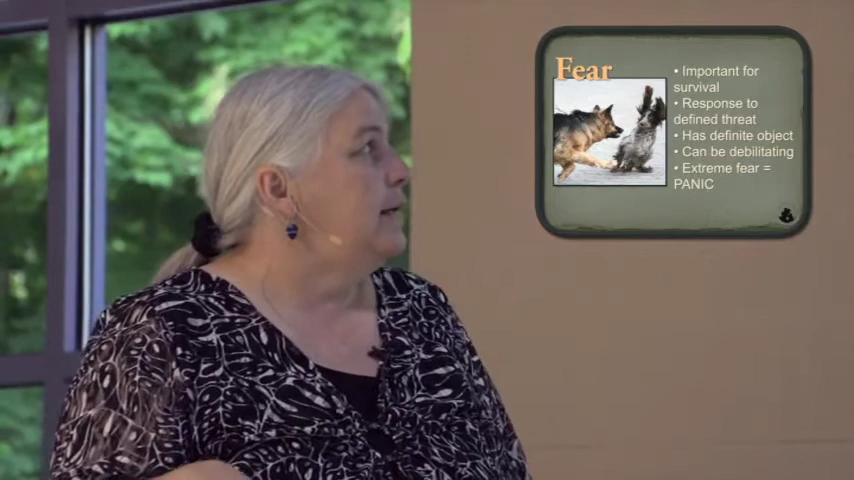 Fear
• Important for
survival
• Response to
defined threat
• Has definite object
• Can be debilitating
• Extreme fear =
PANIC